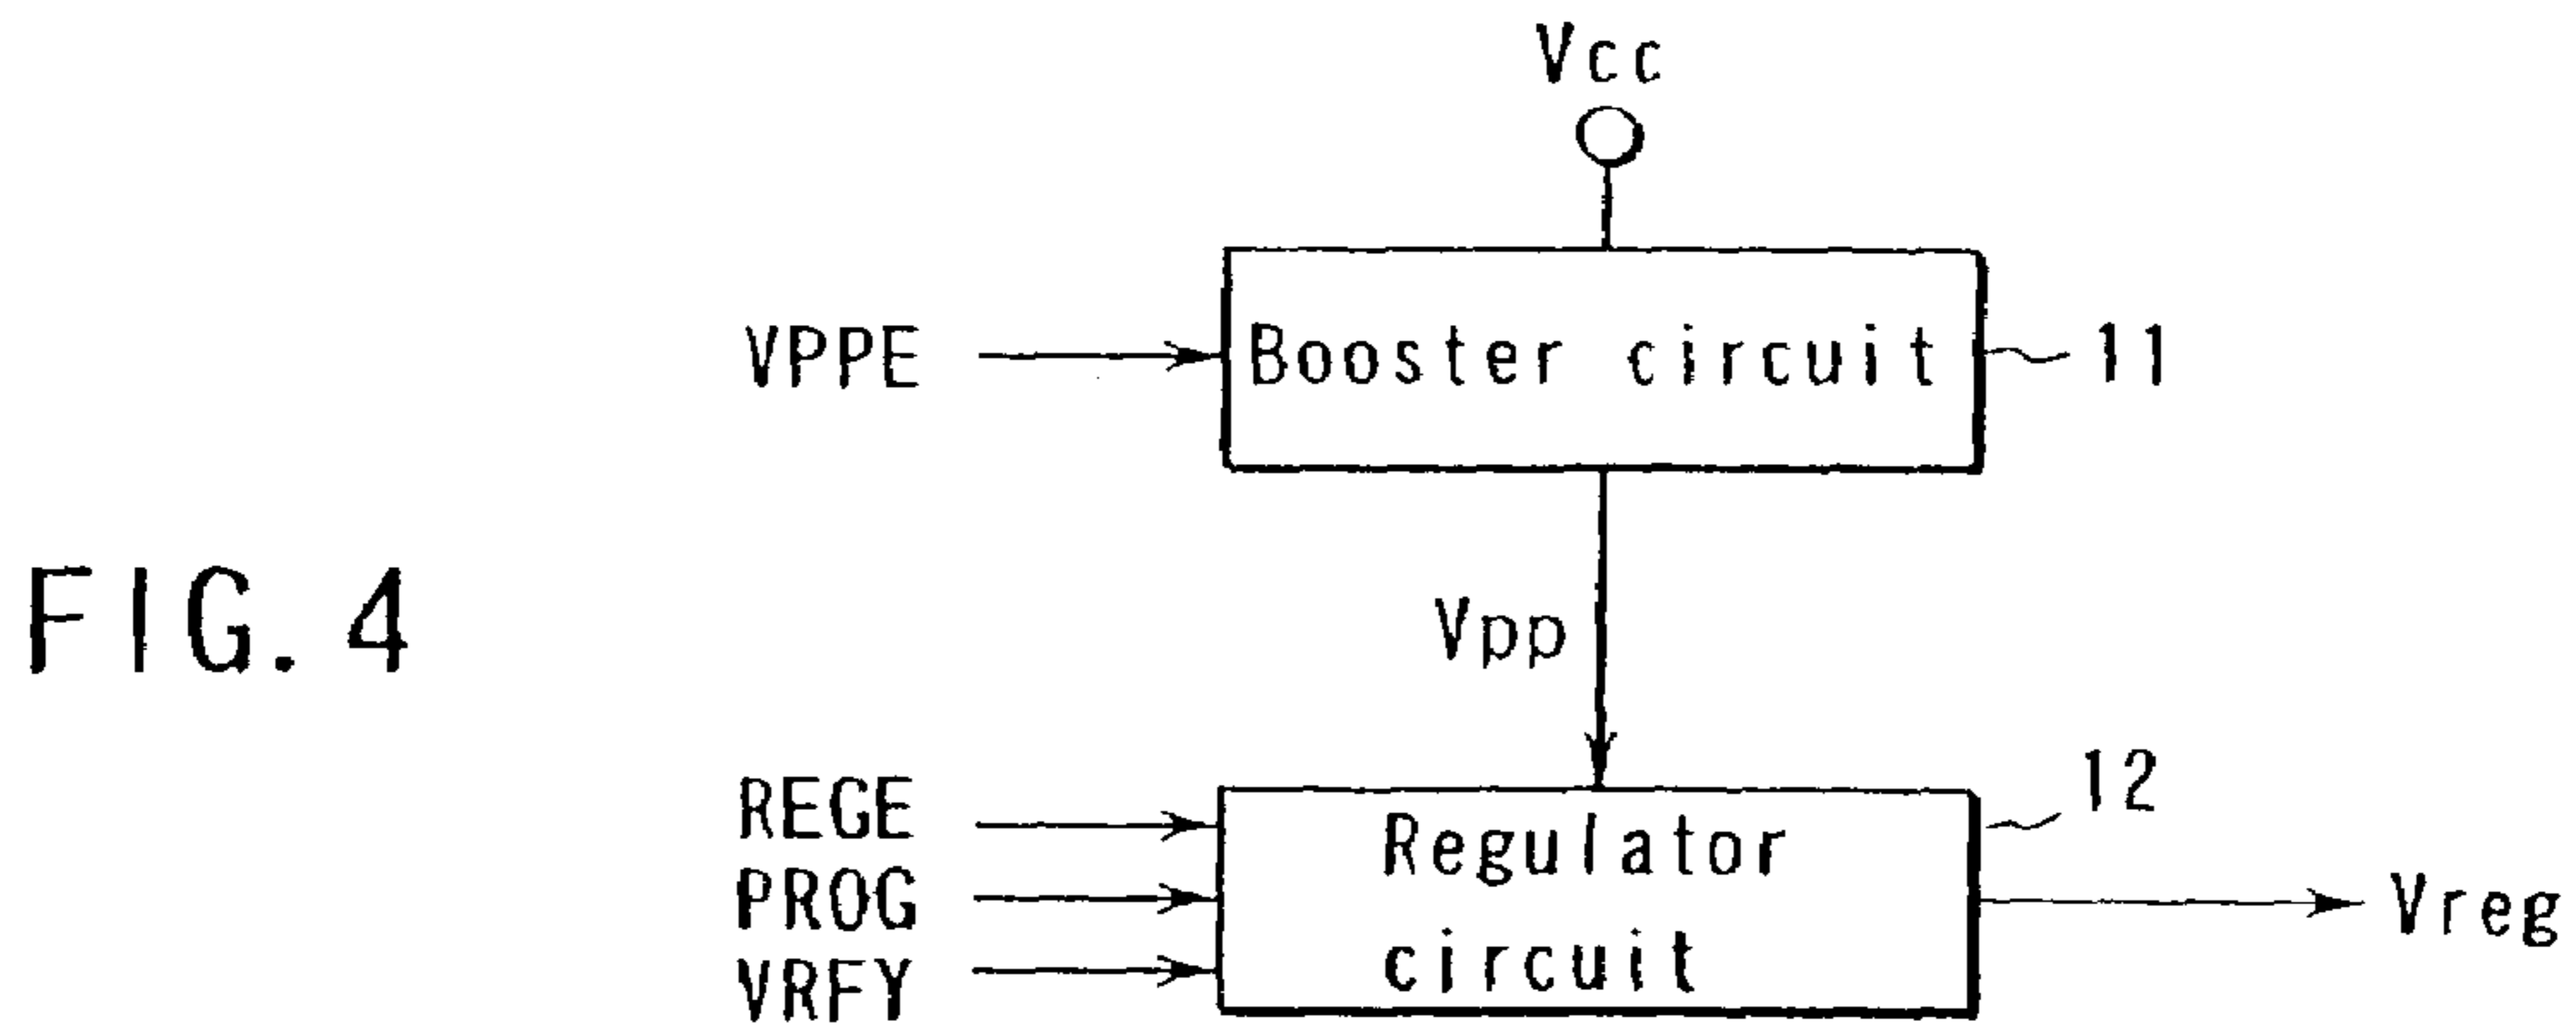 Vcc
VPPE
Booster circuit
11
FIG. 4
Vpp
12
REGE
PROG
VRFY
Regulator
circuit
Vreg